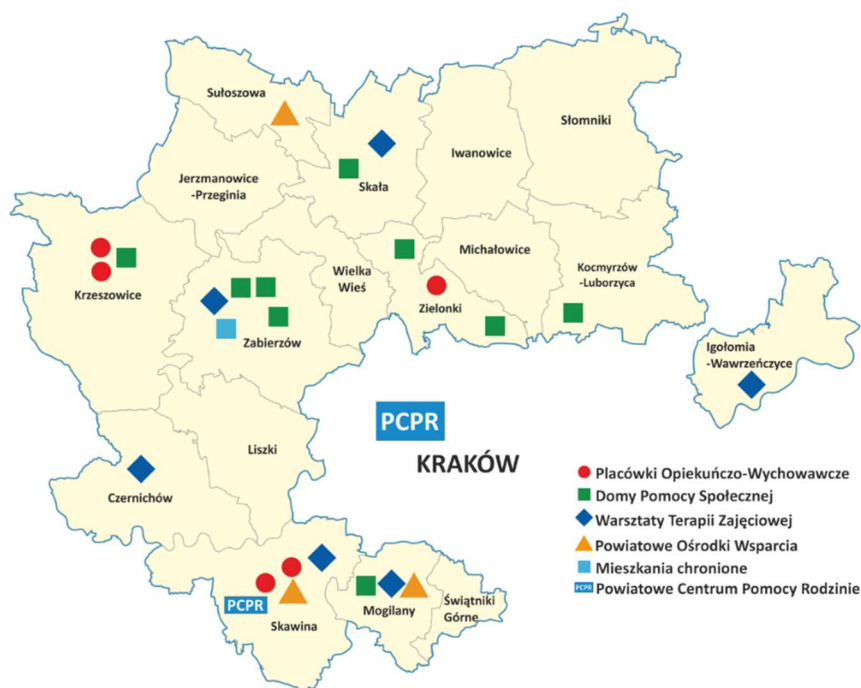 Sułoszowa
Słomniki
Iwanowice
Jerzmanowice
-Przeginia
Skała
Michałowice
Wielka
Wieś
Kocmyrzów
-Luborzyca
Krzeszowice
Zielonki
Zabierzów
Igołomia
-Wawrzeńczyce
PCPR
KRAKÓW
Liszki
Czernichów
Placówki Opiekuńczo-Wychowawcze
Domy Pomocy Społecznej
Warsztaty Terapii Zajęciowej
Powiatowe Ośrodki Wsparcia
Mieszkania chronione
PCPR Powiatowe Centrum Pomocy Rodzinie
PCPR
Skawina
Mogilany
Świątniki
Górne